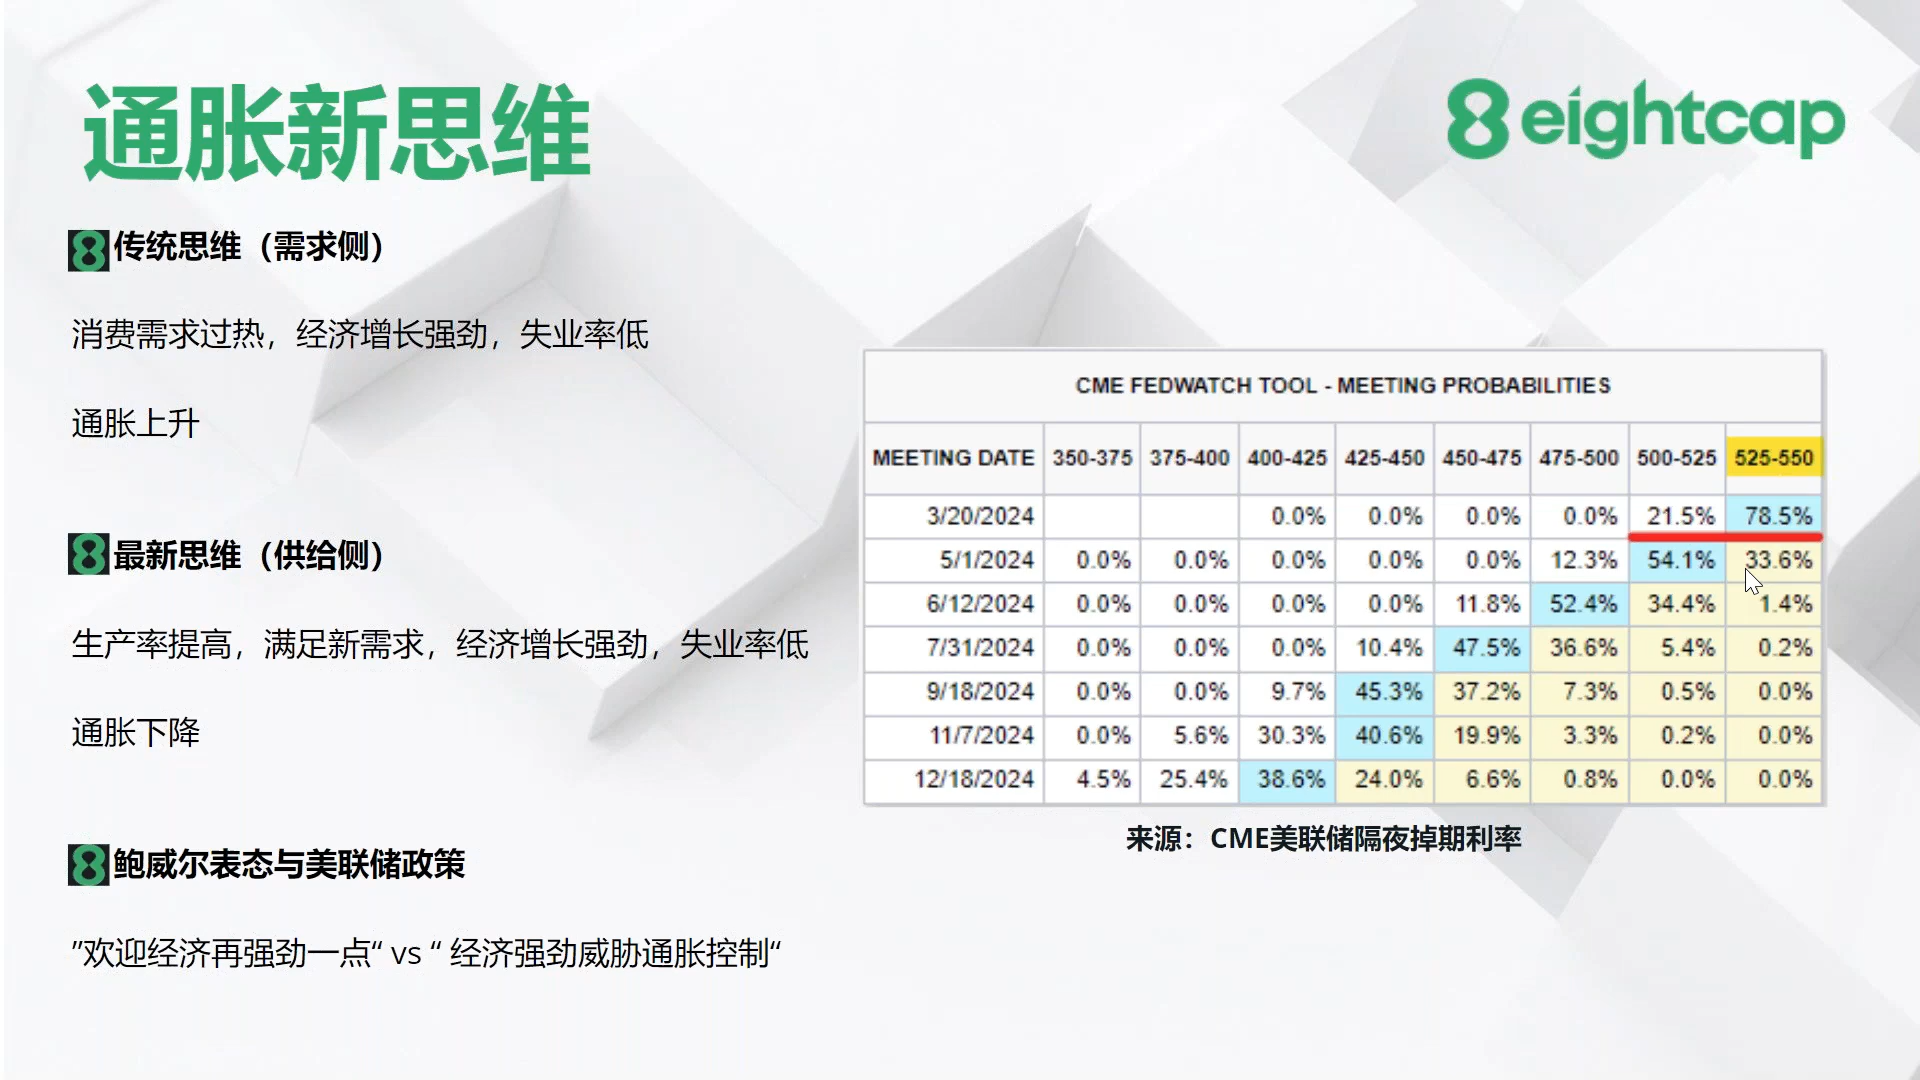 通胀新思维
8 eightcap
传统思维（需求侧）
消费需求过热，经济增长强劲，失业率低
通胀上升
最新思维（供给侧）
生产率提高，满足新需求，经济增长强劲，失业率低
通胀下降
鲍威尔表态与美联储政策
”欢迎经济再强劲一点“ vs “ 经济强劲威胁通胀控制“
CME FEDWATCH TOOL - MEETING PROBABILITIES
MEETING DATE 350-375 375-400 400-425 425-450 450-475 475-500 500-525 525-550
3/20/2024 0.0% 0.0% 0.0% 0.0% 21.5% 78.5%
5/1/2024 0.0% 0.0% 0.0% 0.0% 0.0% 12.3% 54.1% 33.6%
6/12/2024 0.0% 0.0% 0.0% 0.0% 11.8% 52.4% 34.4% 1.4%
7/31/2024 0.0% 0.0% 0.0% 10.4% 47.5% 36.6% 5.4% 0.2%
9/18/2024 0.0% 0.0% 9.7% 45.3% 37.2% 7.3% 0.5% 0.0%
11/7/2024 0.0% 5.6% 30.3% 40.6% 19.9% 3.3% 0.2% 0.0%
12/18/2024 4.5% 25.4% 38.6% 24.0% 6.6% 0.8% 0.0% 0.0%
来源：CME美联储隔夜掉期利率